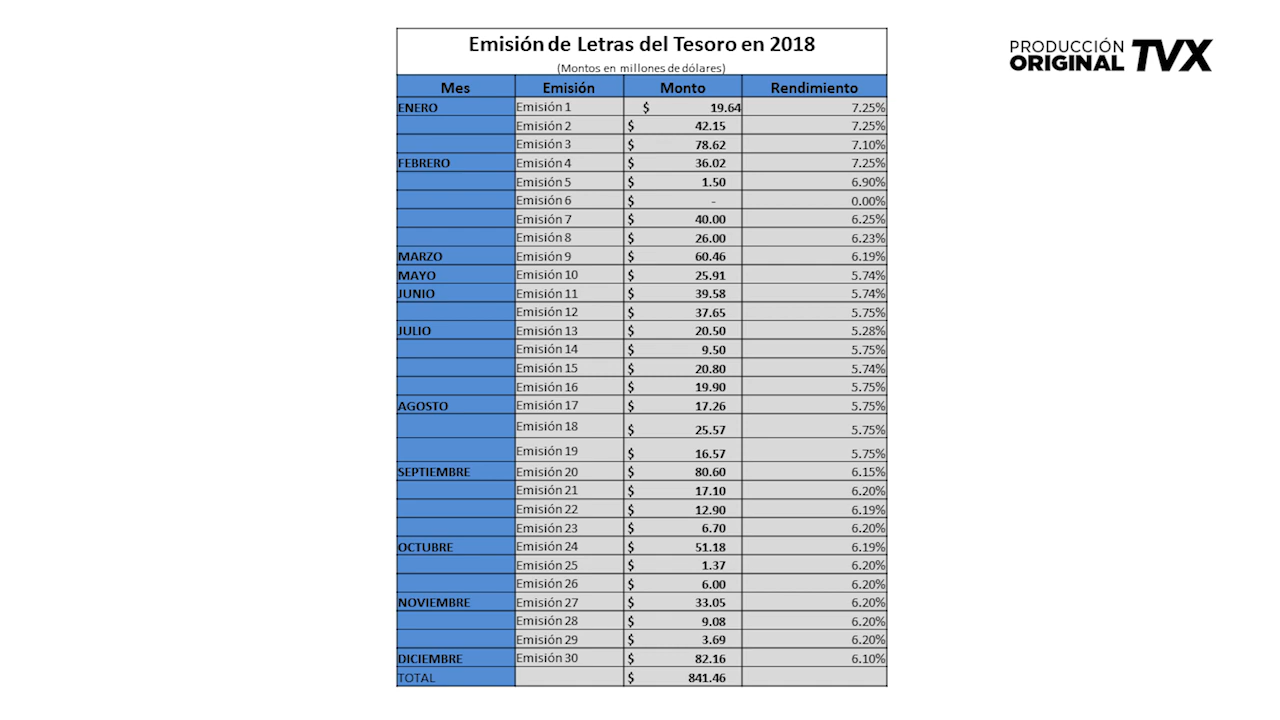 PRODUCCIÓN
ORIGINAL TVX
Emisión de Letras del Tesoro en 2018
(Montos en millones de dólares)
Mes Emisión Monto Rendimiento
ENERO Emisión 1 $ 19.64 7.25%
Emisión 2 $ 42.15 7.25%
Emisión 3 $ 78.62 7.10%
FEBRERO Emisión 4 $ 36.02 7.25%
Emisión 5 $ 1.50 6.90%
Emisión 6 $ - 0.00%
Emisión 7 $ 40.00 6.25%
Emisión 8 $ 26.00 6.23%
MARZO Emisión 9 $ 60.46 6.19%
MAYO Emisión 10 $ 25.91 5.74%
JUNIO Emisión 11 $ 39.58 5.74%
Emisión 12 $ 37.65 5.75%
JULIO Emisión 13 $ 20.50 5.28%
Emisión 14 $ 9.50 5.75%
Emisión 15 $ 20.80 5.74%
Emisión 16 $ 19.90 5.75%
AGOSTO Emisión 17 $ 17.26 5.75%
Emisión 18 $ 25.57 5.75%
Emisión 19 $ 16.57 5.75%
SEPTIEMBRE Emisión 20 $ 80.60 6.15%
Emisión 21 $ 17.10 6.20%
Emisión 22 $ 12.90 6.19%
Emisión 23 $ 6.70 6.20%
OCTUBRE Emisión 24 $ 51.18 6.19%
Emisión 25 $ 1.37 6.20%
Emisión 26 $ 6.00 6.20%
NOVIEMBRE Emisión 27 $ 33.05 6.20%
Emisión 28 $ 9.08 6.20%
Emisión 29 $ 3.69 6.20%
DICIEMBRE Emisión 30 $ 82.16 6.10%
TOTAL $ 841.46